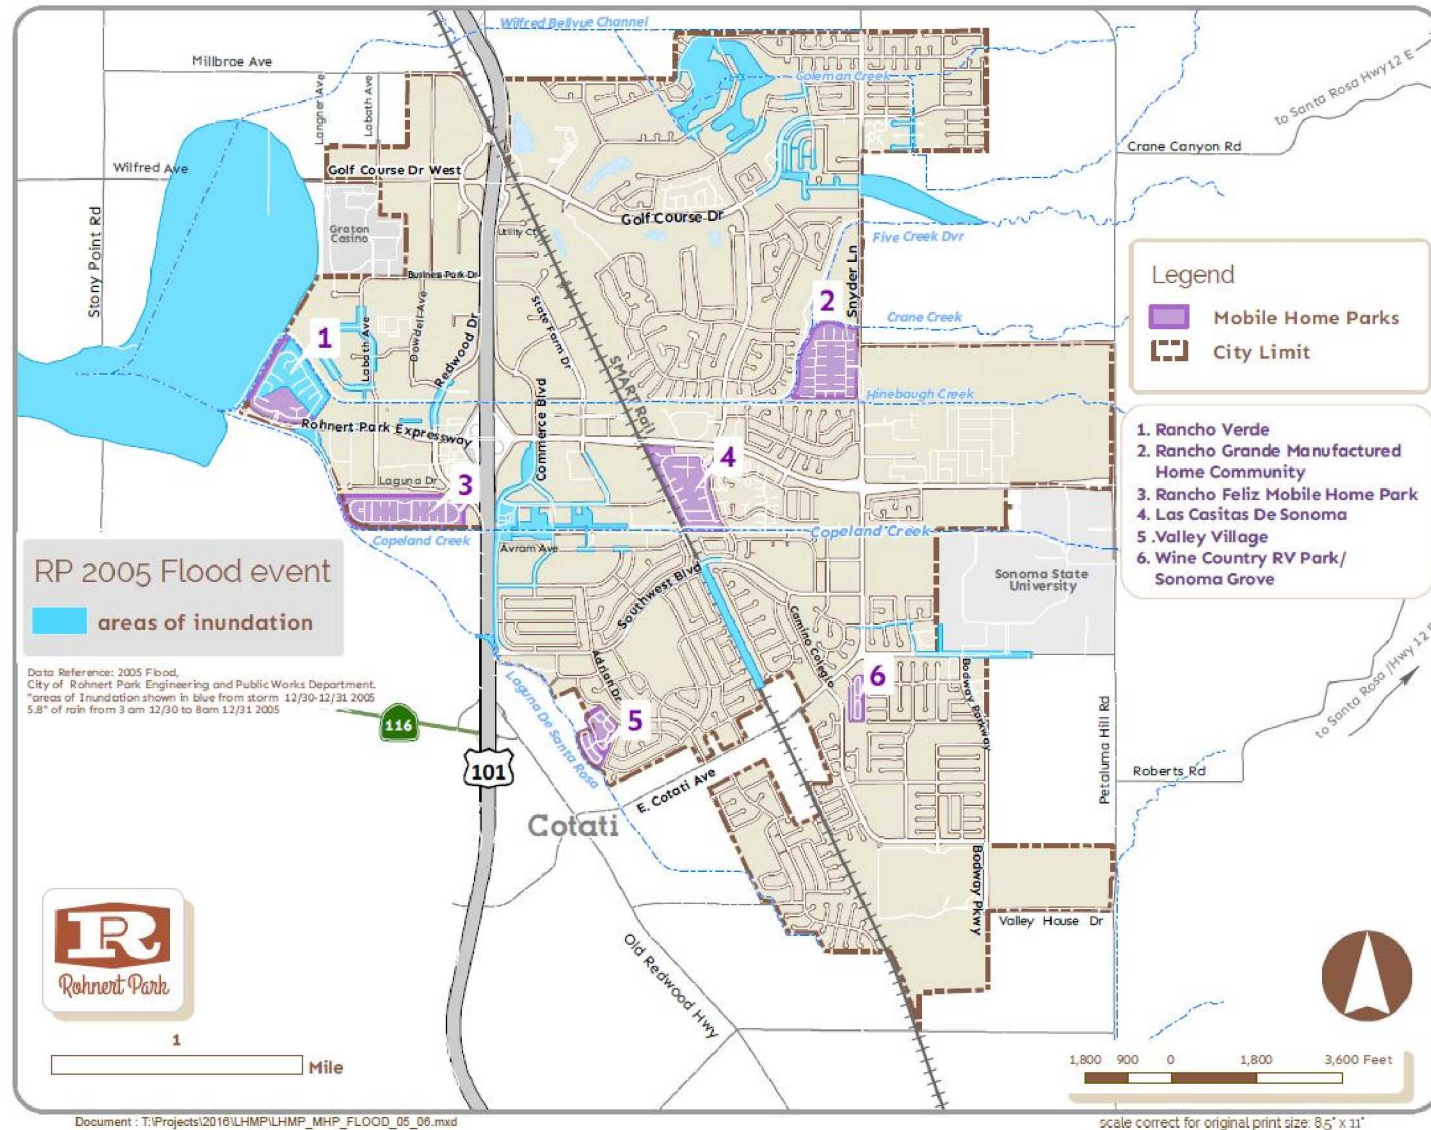 Wilfred Bellvue Channel
Millbrae Ave
Langner Ave
Labath Ave
Coleman Creek
to Santa Rosa Hwy12 E
Crane Canyon Rd
Wilfred Ave
Golf Course Dr West
Golf Course Dr
Stony Point Rd
Graton
Casino
Utility Ct
Five Creek Dvr
Snyder Ln
Business Park Dr
Legend
Mobile Home Parks
City Limit
1
2
Labath Ave
Dowdell Ave
Redwood Dr
State Farm Dr
Crane Creek
SMART Rail
Commerce Blvd
Hinebaugh Creek
Rohnert Park Expressway
1. Rancho Verde
2. Rancho Grande Manufactured
Home Community
3. Rancho Feliz Mobile Home Park
4. Las Casitas De Sonoma
5 .Valley Village
6. Wine Country RV Park/
Sonoma Grove
4
Laguna Dr
3
Copeland Creek
Copeland Creek
Avram Ave
Sonoma State
University
RP 2005 Flood event
areas of inundation
Southwest Blvd
Camino Colegio
Data Reference: 2005 Flood,
City of Rohnert Park Engineering and Public Works Department.
"areas of Inundation shown in blue from storm 12/30-12/31 2005
5.8" of rain from 3 am 12/30 to 8am 12/31 2005
Adrian Dr
Laguna De Santa Rosa
6
5
Bodway Parkway
Petaluma Hill Rd
to Santa Rosa /Hwy 12 E
116
101
Roberts Rd
E. Cotati Ave
Cotati
Bodway Pkwy
Valley House Dr
Old Redwood Hwy
R
Rohnert Park
1
Mile
1,800 900 0 1,800 3,600 Feet
Document : T:\Projects\2016\LHMP\LHMP_MHP_FLOOD_05_06.mxd
scale correct for original print size: 8.5" x 11"